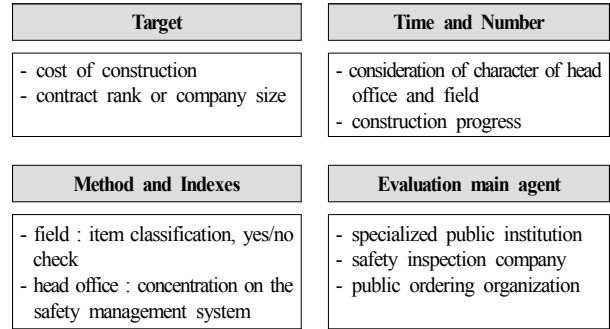 Target
- cost of construction
- contract rank or company size
Time and Number
- consideration of character of head
office and field
- construction progress
Method and Indexes
- field : item classification, yes/no
check
- head office : concentration on the
safety management system
Evaluation main agent
- specialized public institution
- safety inspection company
- public ordering organization